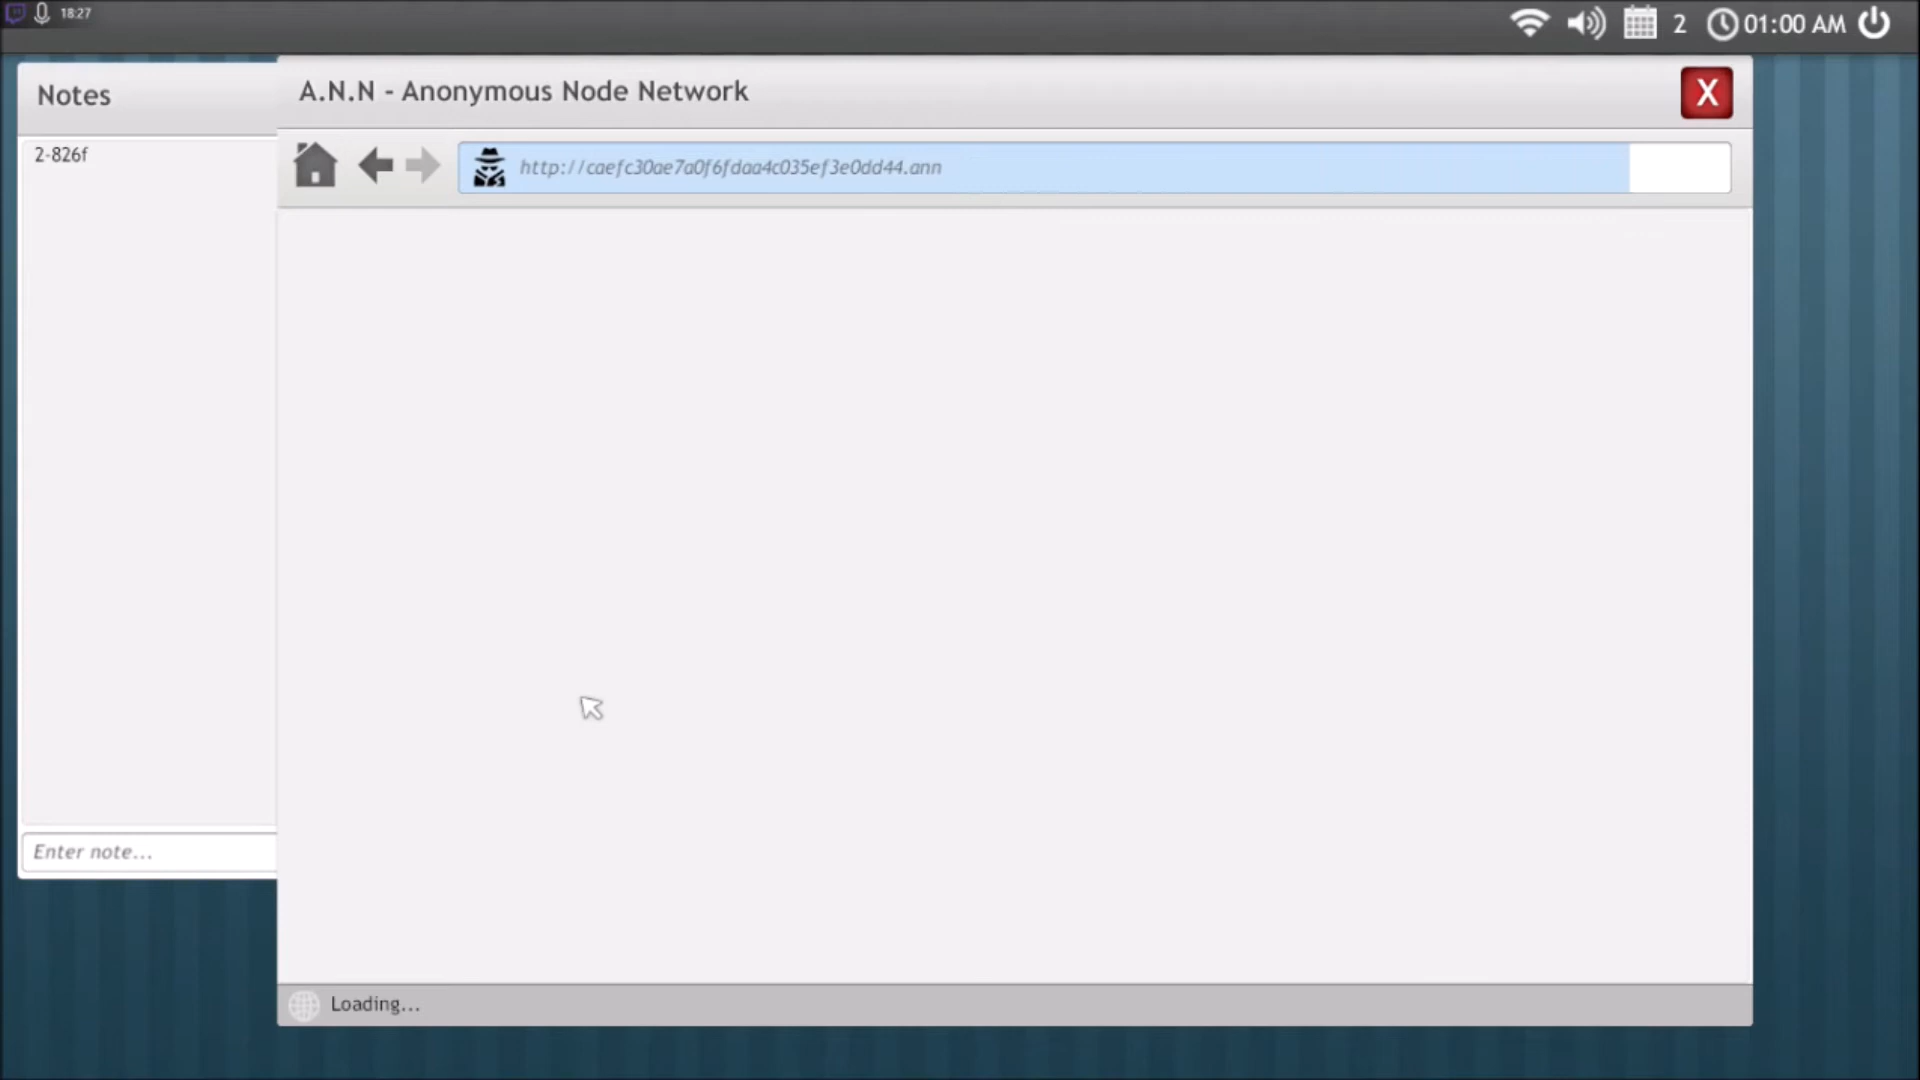 18:27
2
01:00 AM
Notes
2-826f
Enter note...
A.N.N - Anonymous Node Network
X
http://caefc30ae7a0f6fdaa4c035ef3e0dd44.ann
Loading...